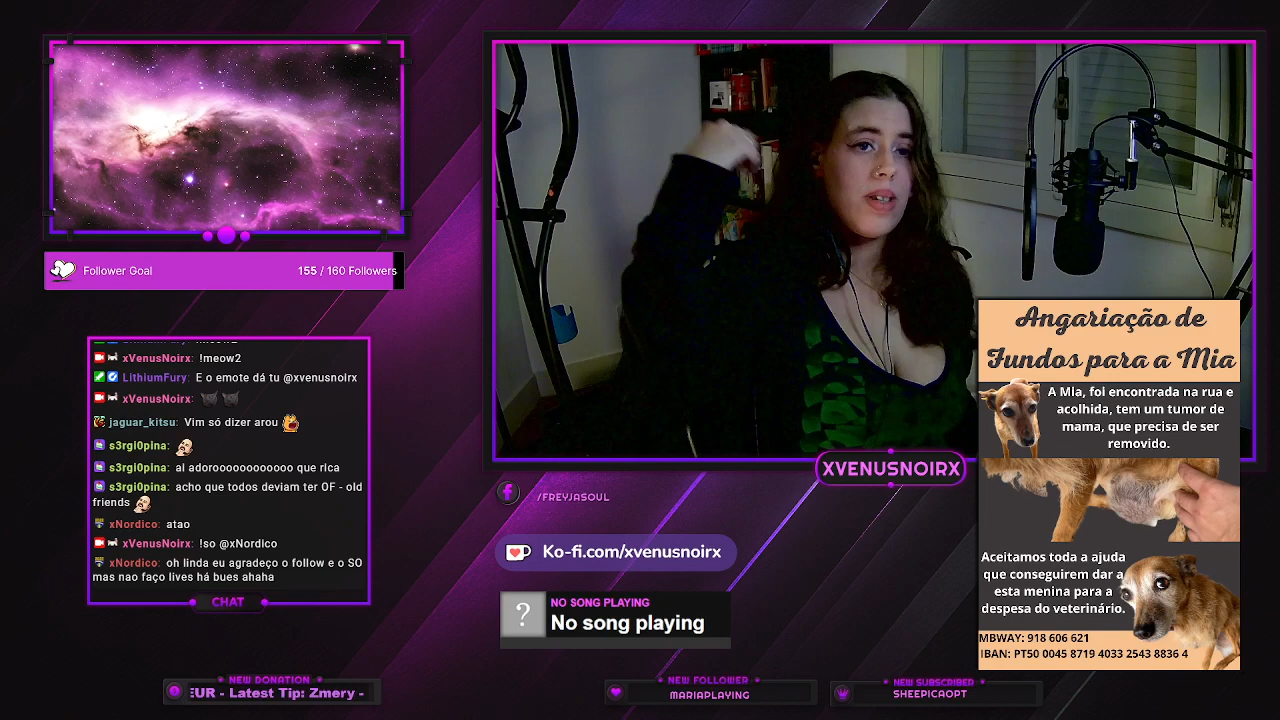 Follower Goal
155 / 160 Followers
xVenusNoirx: !meow2
LithiumFury: E o emote dá tu @xvenusnoirx
xVenusNoirx:
jaguar_kitsu: Vim só dizer arou
s3rgi0pina:
s3rgi0pina: ai adorooooooooooo que rica
s3rgi0pina: acho que todos deviam ter OF - old
friends
xNordico: atao
xVenusNoirx: !so @xNordico
xNordico: oh linda eu agradeço o follow e o SO
mas nao faço lives há bues ahaha
CHAT
XVENUSNOIRX
/FREYJASOUL
Ko-fi.com/xvenusnoirx
?
NO SONG PLAYING
No song playing
Angariação de
Fundos para a Mia
A Mia, foi encontrada na rua e
acolhida, tem um tumor de
mama, que precisa de ser
removido.
Aceitamos toda a ajuda
que conseguirem dar a
esta menina para a
despesa do veterinário.
MBWAY: 918 606 621
IBAN: PT50 0045 8719 4033 2543 8836 4
NEW DONATION
EUR - Latest Tip: Zmery -
NEW FOLLOWER
MARIAPLAYING
NEW SUBSCRIBER
SHEEPICAOPT